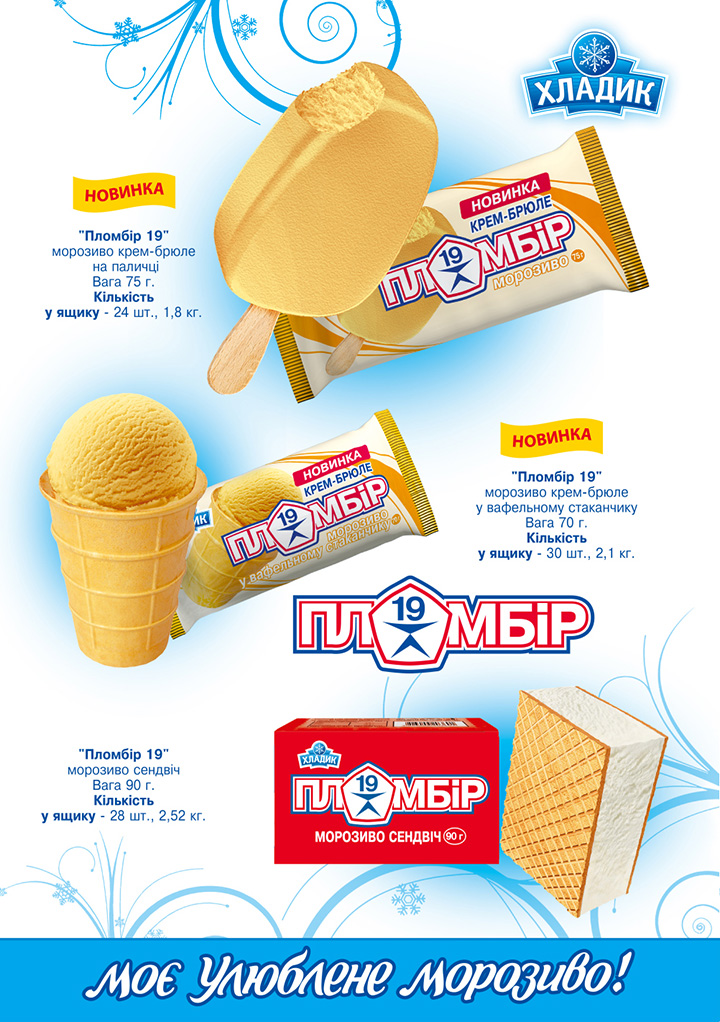 ХЛАДИК
НОВИНКА
"Пломбір 19"
морозиво крем-брюле
на паличці
Вага 75 г.
Кількість
у ящику - 24 шт., 1,8 кг.
НОВИНКА
КРЕМ-БРЮЛЕ
ПЛ19МБІР
МОРОЗИВО 75г
НОВИНКА
"Пломбір 19"
морозиво крем-брюле
у вафельному стаканчику
Вага 70 г.
Кількість
у ящику - 30 шт., 2,1 кг.
НОВИНКА
КРЕМ-БРЮЛЕ
ПЛ19МБІР
морозиво
у вафельному стаканчику
ПЛ19МБІР
"Пломбір 19"
морозиво сендвіч
Вага 90 г.
Кількість
у ящику - 28 шт., 2,52 кг.
ХЛАДИК
ПЛ19МБІР
МОРОЗИВО СЕНДВІЧ 90 г
моє Улюблене морозиво!